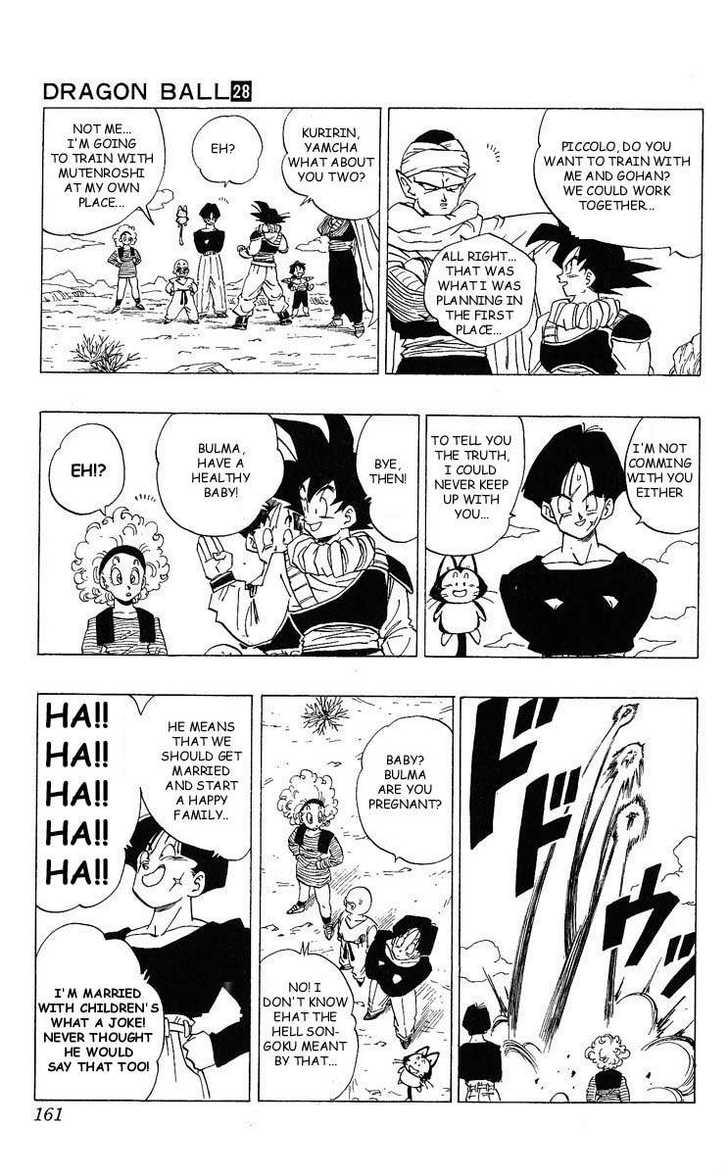 DRAGON BALL 28
PICCOLO, DO YOU
WANT TO TRAIN WITH
ME AND GOHAN?
WE COULD WORK
TOGETHER...
ALL RIGHT...
THAT WAS
WHAT I WAS
PLANNING IN
THE FIRST
PLACE...
KURIRIN,
YAMCHA
WHAT ABOUT
YOU TWO?
EH?
NOT ME...
I'M GOING
TO TRAIN WITH
MUTENROSHI
AT MY OWN
PLACE...
I'M NOT
COMMING
WITH YOU
EITHER
TO TELL YOU
THE TRUTH,
I COULD
NEVER KEEP
UP WITH
YOU...
BYE,
THEN!
BULMA,
HAVE A
HEALTHY
BABY!
EH!?
ドドウッ
BABY?
BULMA
ARE YOU
PREGNANT?
NO! I
DON'T KNOW
EHAT THE
HELL SON-
GOKU MEANT
BY THAT...
HE MEANS
THAT WE
SHOULD GET
MARRIED
AND START
A HAPPY
FAMILY..
HA!!
HA!!
HA!!
HA!!
HA!!
I'M MARRIED
WITH CHILDREN'S
WHAT A JOKE!
NEVER THOUGHT
HE WOULD
SAY THAT TOO!
161